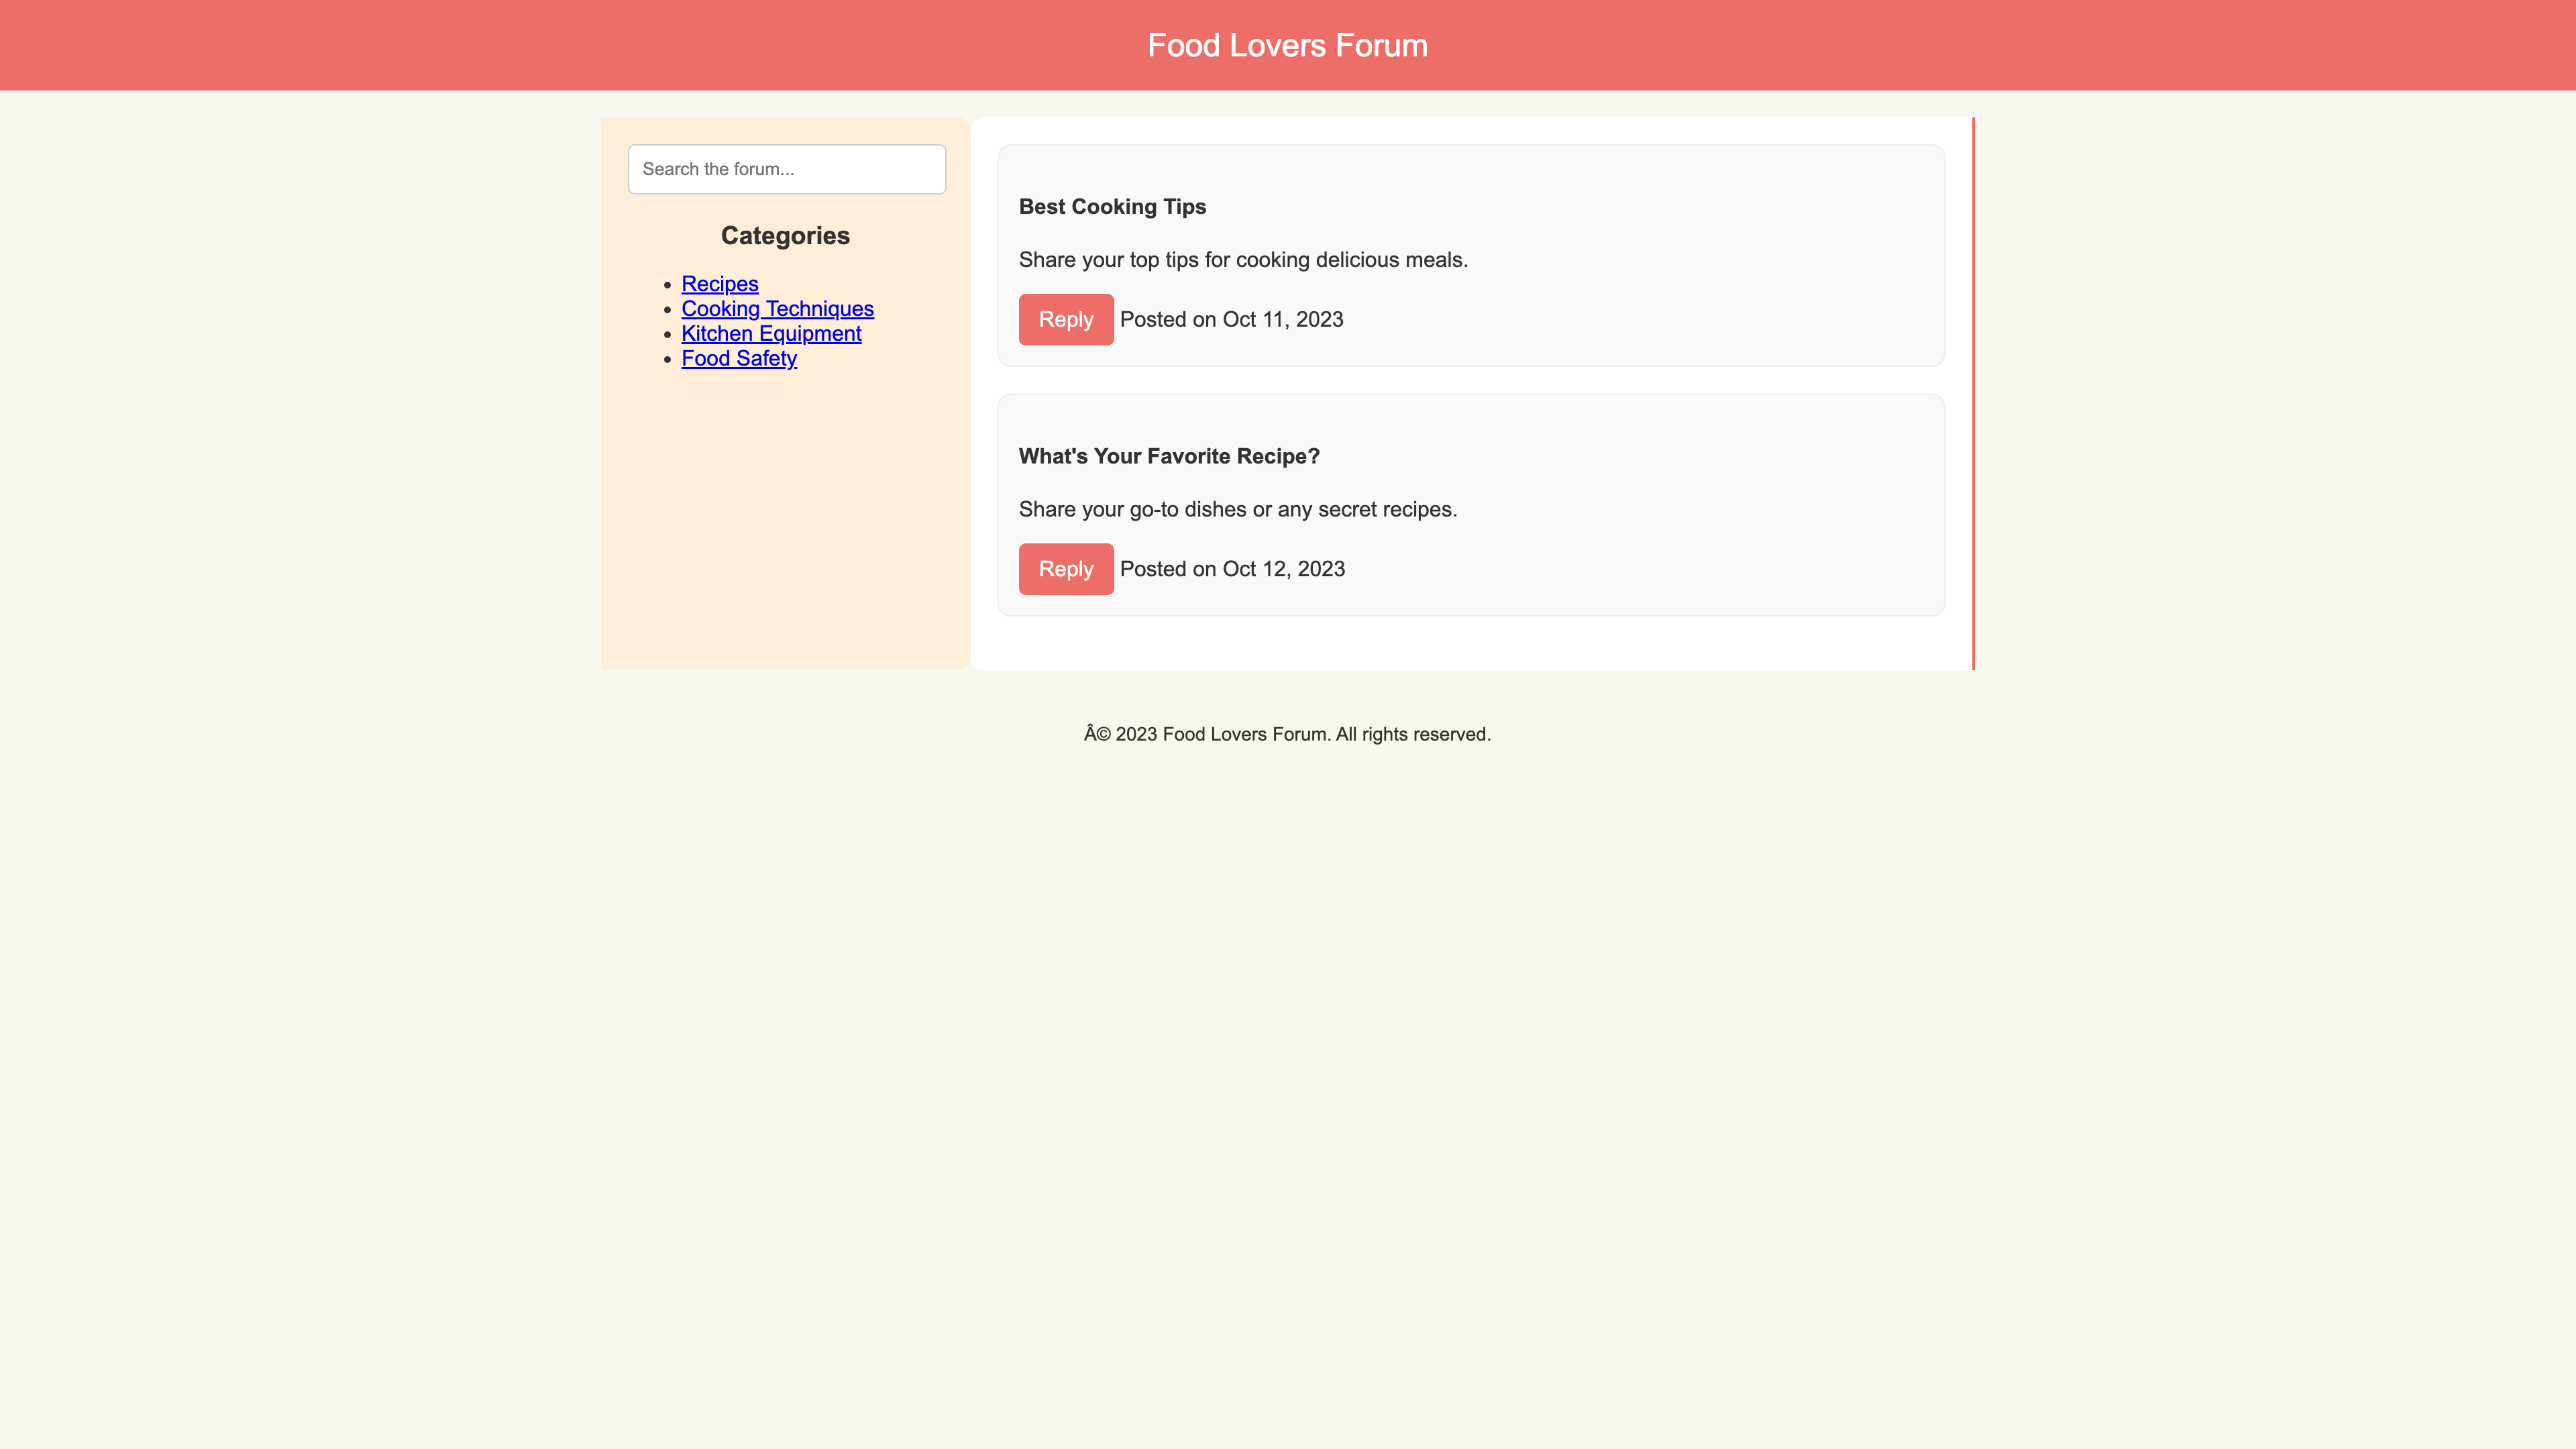 Food Lovers Forum
Search the forum...
Categories
Recipes
Cooking Techniques
Kitchen Equipment
Food Safety
Best Cooking Tips
Share your top tips for cooking delicious meals.
Reply Posted on Oct 11, 2023
What's Your Favorite Recipe?
Share your go-to dishes or any secret recipes.
Reply Posted on Oct 12, 2023
Â© 2023 Food Lovers Forum. All rights reserved.